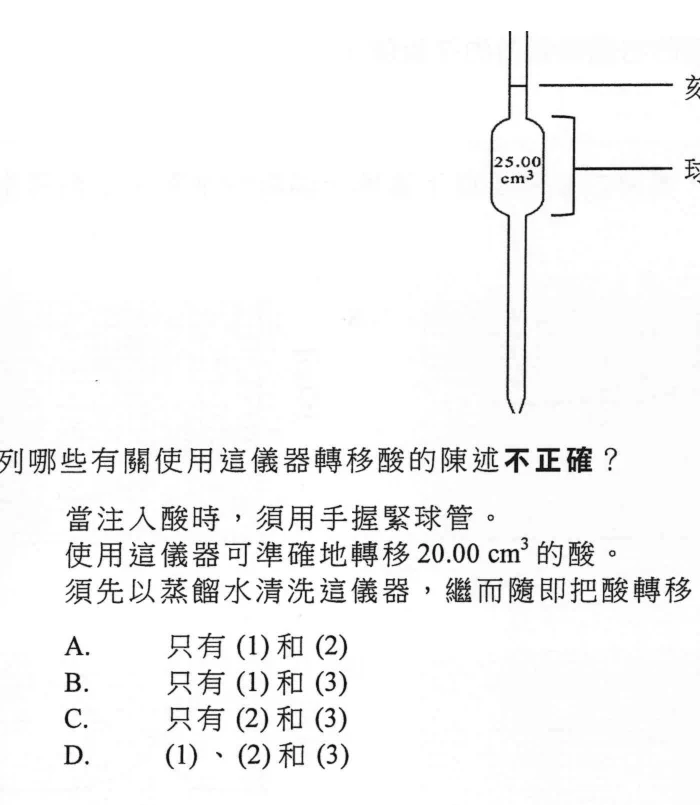 25.00
cm³
列哪些有關使用這儀器轉移酸的陳述不正確？
當注入酸時，須用手握緊球管。
使用這儀器可準確地轉移 20.00 cm³ 的酸。
須先以蒸餾水清洗這儀器，繼而隨即把酸轉移
A. 只有 (1) 和 (2)
B. 只有 (1) 和 (3)
C. 只有 (2) 和 (3)
D. (1)、(2) 和 (3)